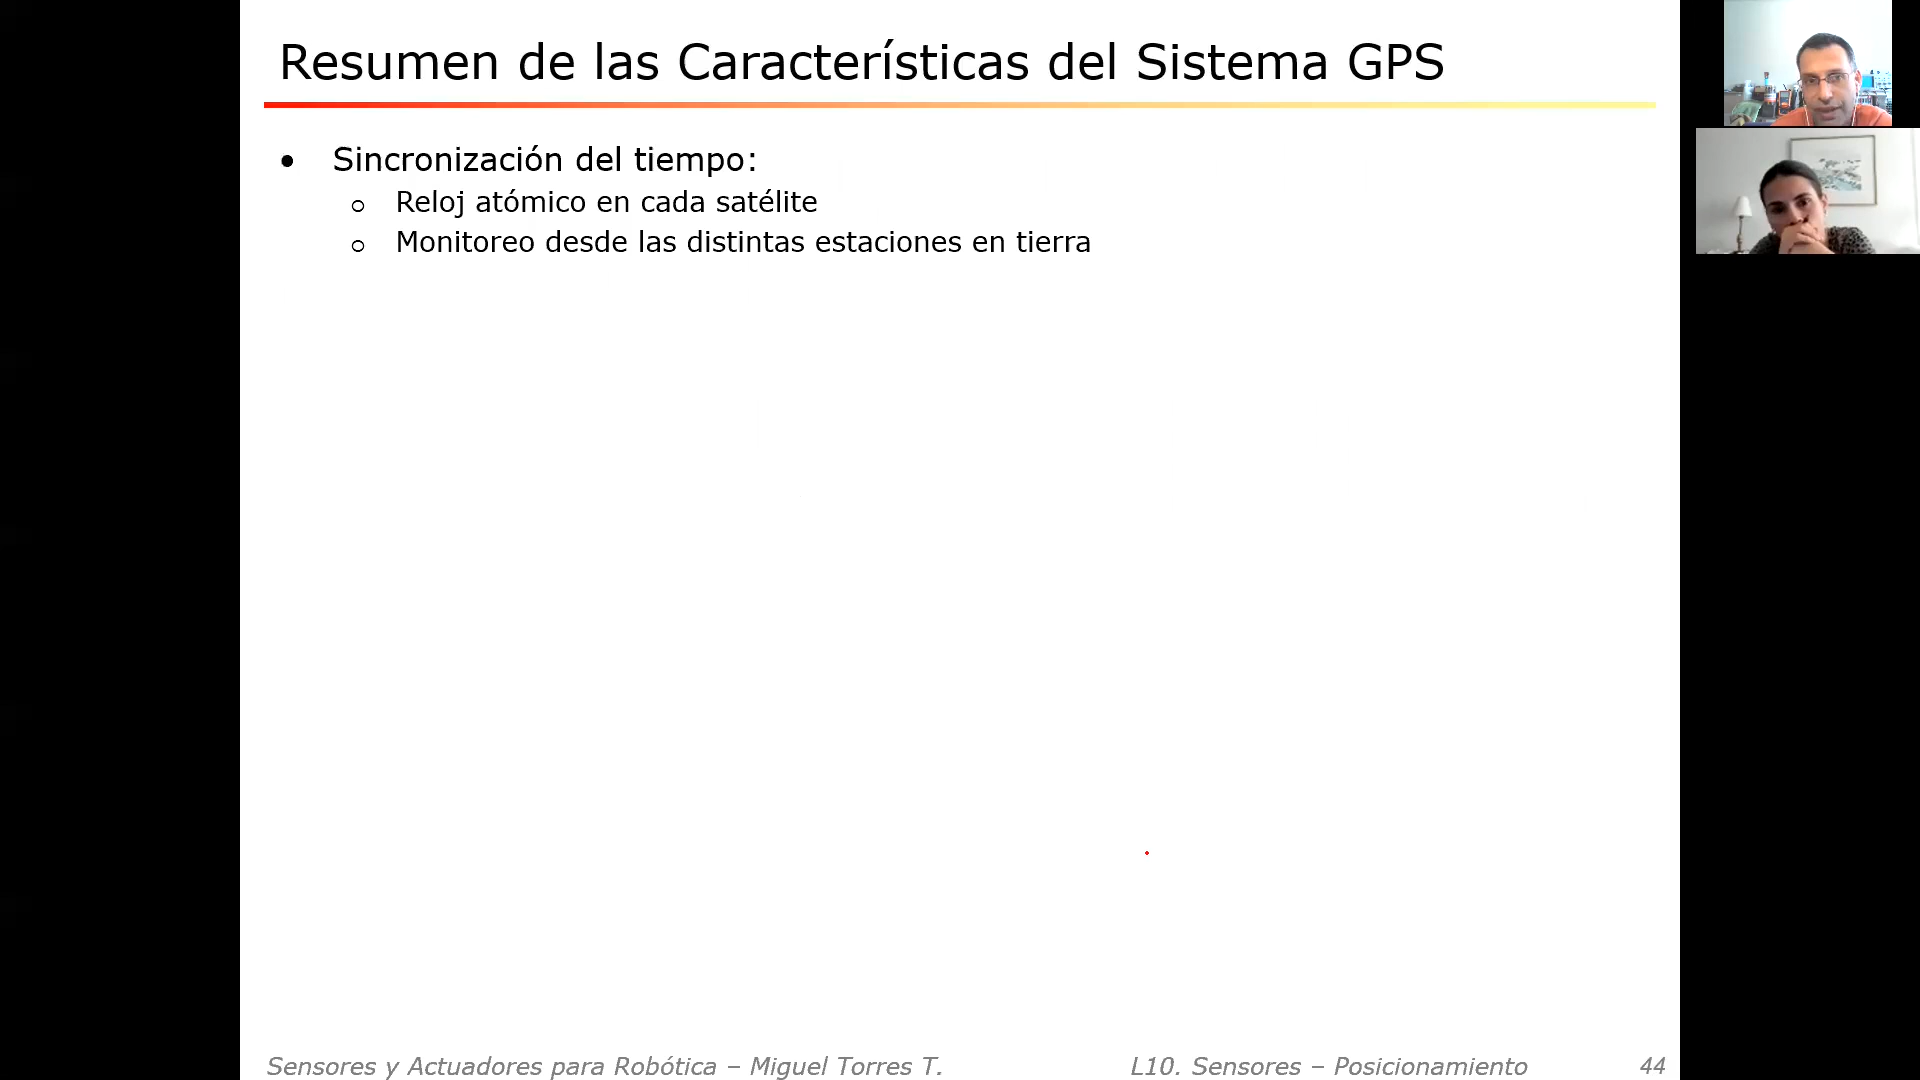 Resumen de las Características del Sistema GPS
• Sincronización del tiempo:
o Reloj atómico en cada satélite
o Monitoreo desde las distintas estaciones en tierra
Sensores y Actuadores para Robótica – Miguel Torres T.
L10. Sensores – Posicionamiento
44